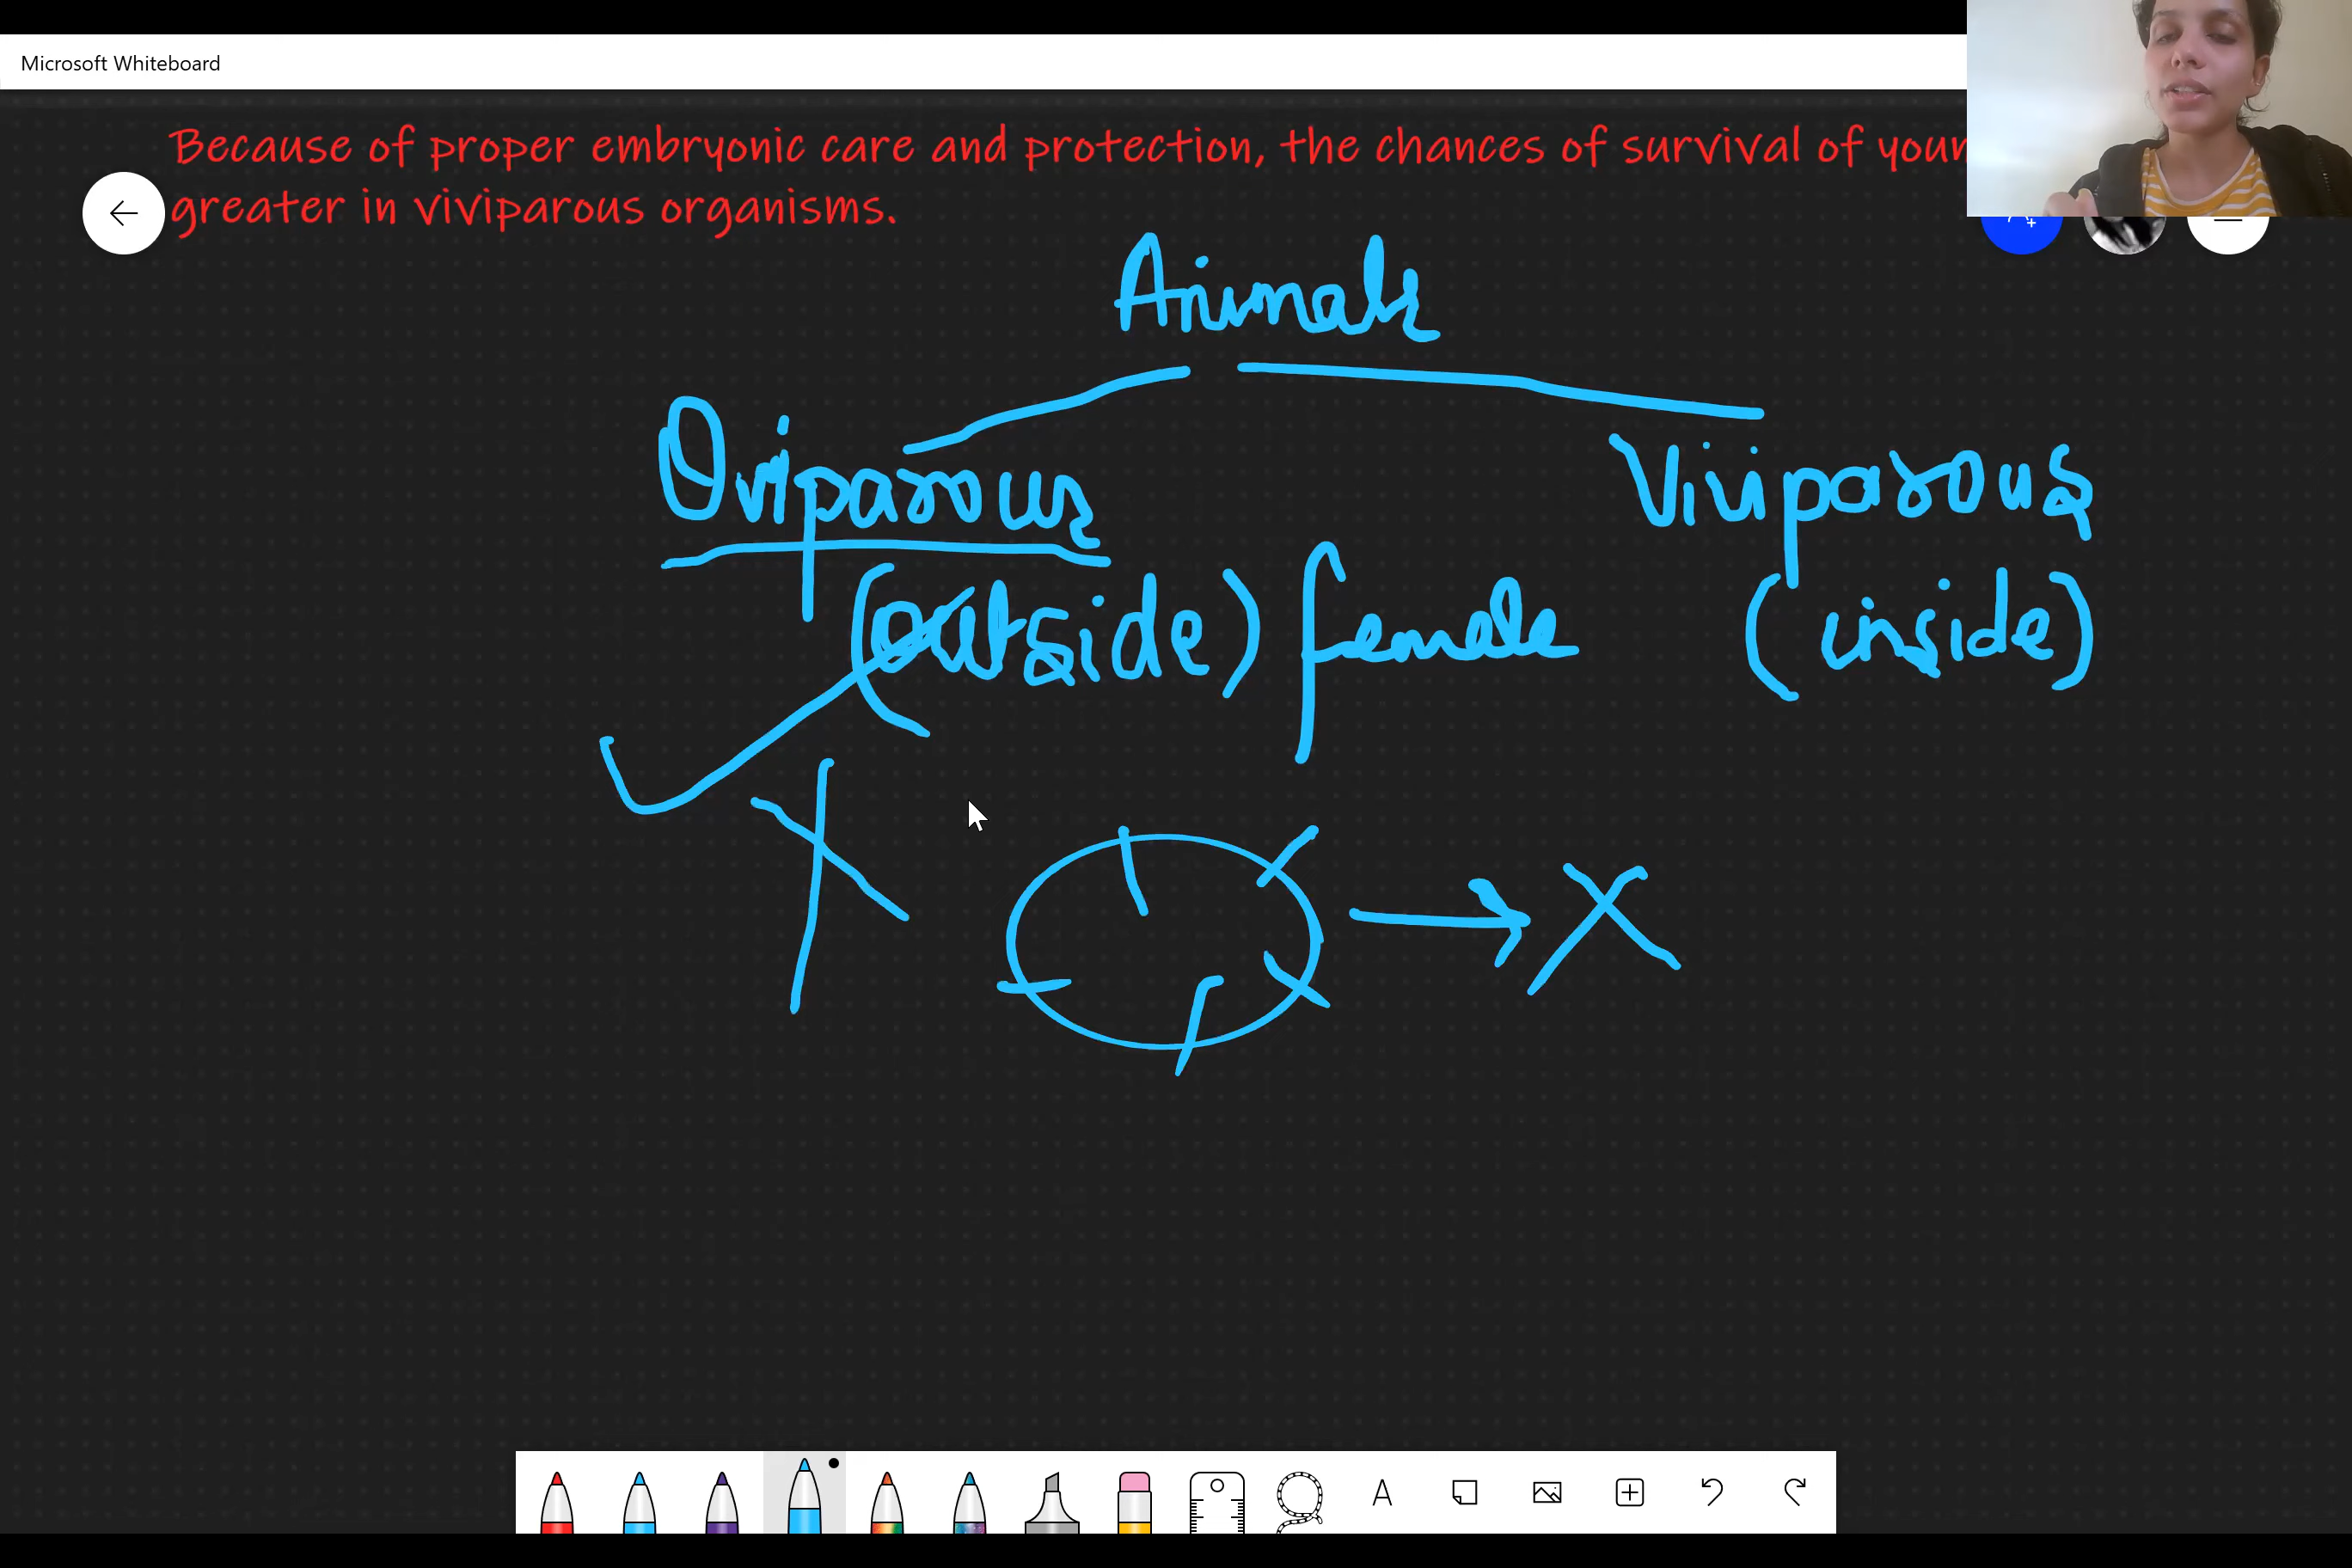 Microsoft Whiteboard
Because of proper embryonic care and protection, the chances of survival of youn
greater in viviparous organisms.
Animals
Oviparous
Viviparous
(outside) female
(inside)